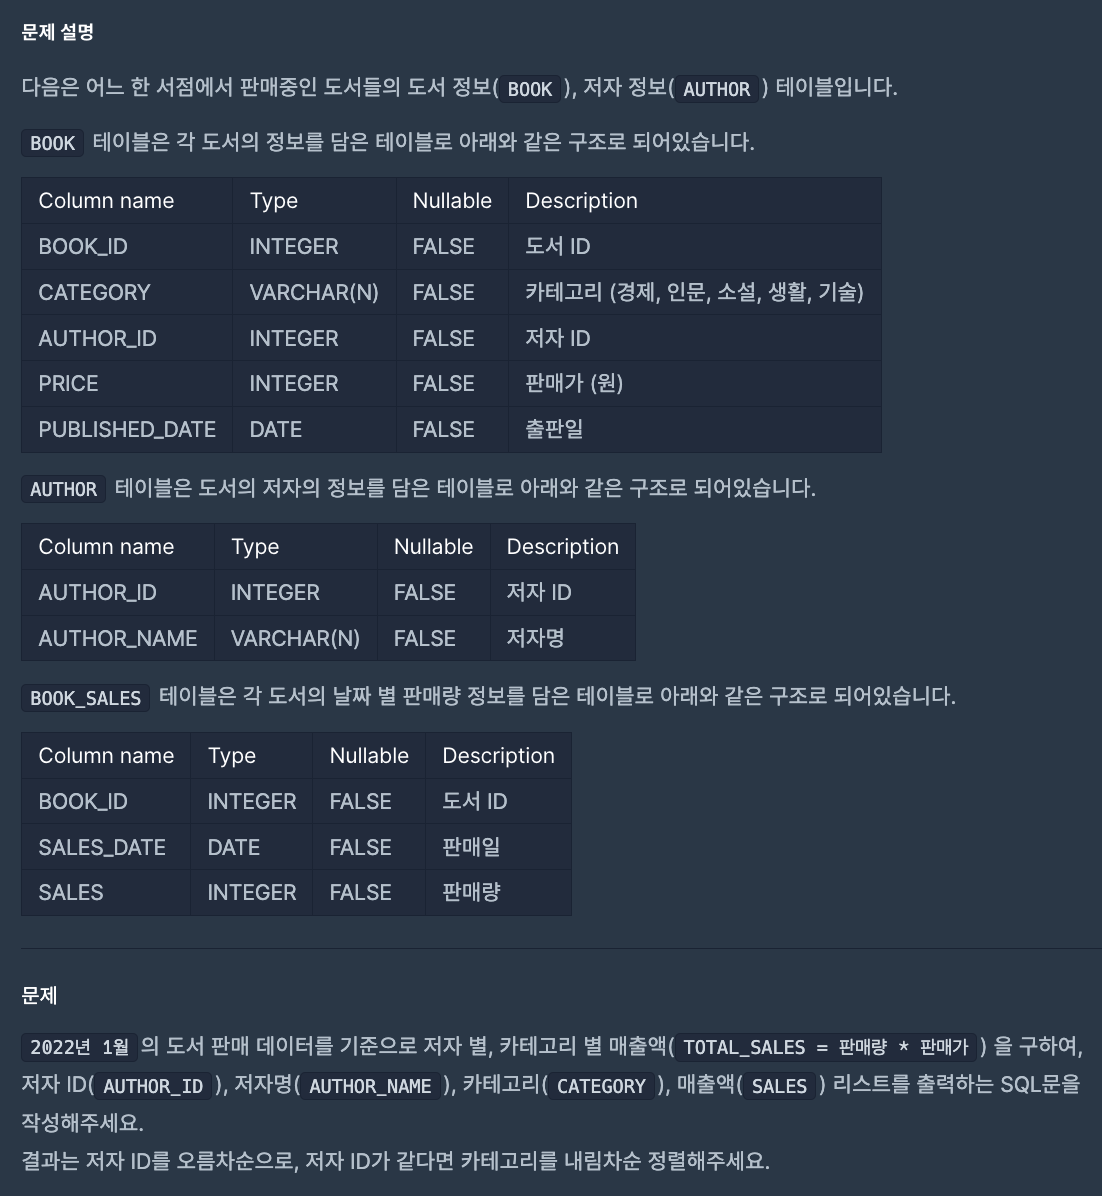 문제 설명
다음은 어느 한 서점에서 판매중인 도서들의 도서 정보( BOOK ), 저자 정보( AUTHOR ) 테이블입니다.
BOOK 테이블은 각 도서의 정보를 담은 테이블로 아래와 같은 구조로 되어있습니다.
Column name Type Nullable Description
BOOK_ID INTEGER FALSE 도서 ID
CATEGORY VARCHAR(N) FALSE 카테고리 (경제, 인문, 소설, 생활, 기술)
AUTHOR_ID INTEGER FALSE 저자 ID
PRICE INTEGER FALSE 판매가 (원)
PUBLISHED_DATE DATE FALSE 출판일
AUTHOR 테이블은 도서의 저자의 정보를 담은 테이블로 아래와 같은 구조로 되어있습니다.
Column name Type Nullable Description
AUTHOR_ID INTEGER FALSE 저자 ID
AUTHOR_NAME VARCHAR(N) FALSE 저자명
BOOK_SALES 테이블은 각 도서의 날짜 별 판매량 정보를 담은 테이블로 아래와 같은 구조로 되어있습니다.
Column name Type Nullable Description
BOOK_ID INTEGER FALSE 도서 ID
SALES_DATE DATE FALSE 판매일
SALES INTEGER FALSE 판매량
문제
2022년 1월 의 도서 판매 데이터를 기준으로 저자 별, 카테고리 별 매출액( TOTAL_SALES = 판매량 * 판매가 ) 을 구하여,
저자 ID( AUTHOR_ID ), 저자명( AUTHOR_NAME ), 카테고리( CATEGORY ), 매출액( SALES ) 리스트를 출력하는 SQL문을
작성해주세요.
결과는 저자 ID를 오름차순으로, 저자 ID가 같다면 카테고리를 내림차순 정렬해주세요.